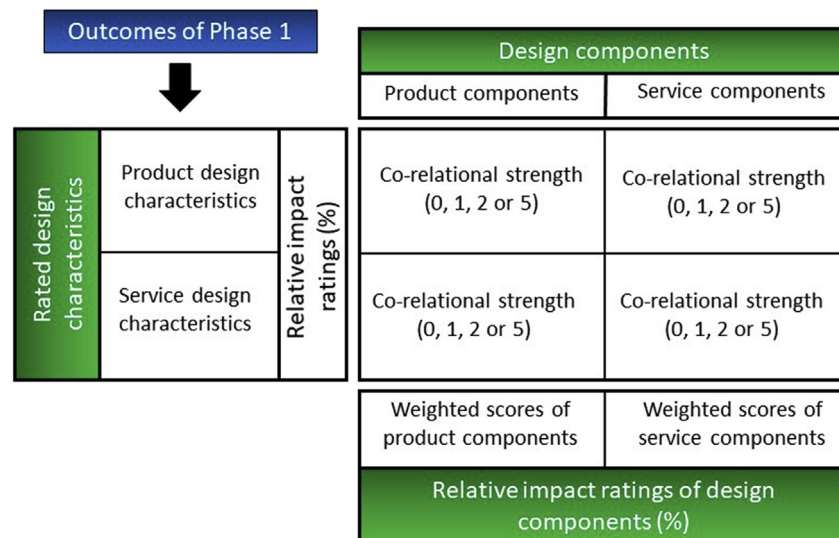 Outcomes of Phase 1
Design components
Product components
Service components
Rated design
characteristics
Product design
characteristics
Service design
characteristics
Relative impact
ratings (%)
Co-relational strength
(0, 1, 2 or 5)
Co-relational strength
(0, 1, 2 or 5)
Co-relational strength
(0, 1, 2 or 5)
Co-relational strength
(0, 1, 2 or 5)
Weighted scores of
product components
Weighted scores of
service components
Relative impact ratings of design
components (%)